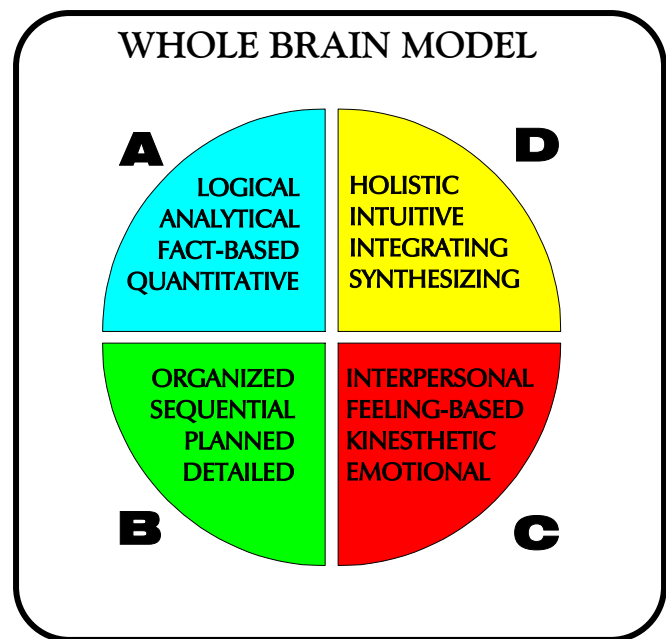 WHOLE BRAIN MODEL
A
LOGICAL
ANALYTICAL
FACT-BASED
QUANTITATIVE
D
HOLISTIC
INTUITIVE
INTEGRATING
SYNTHESIZING
ORGANIZED
SEQUENTIAL
PLANNED
DETAILED
B
INTERPERSONAL
FEELING-BASED
KINESTHETIC
EMOTIONAL
C